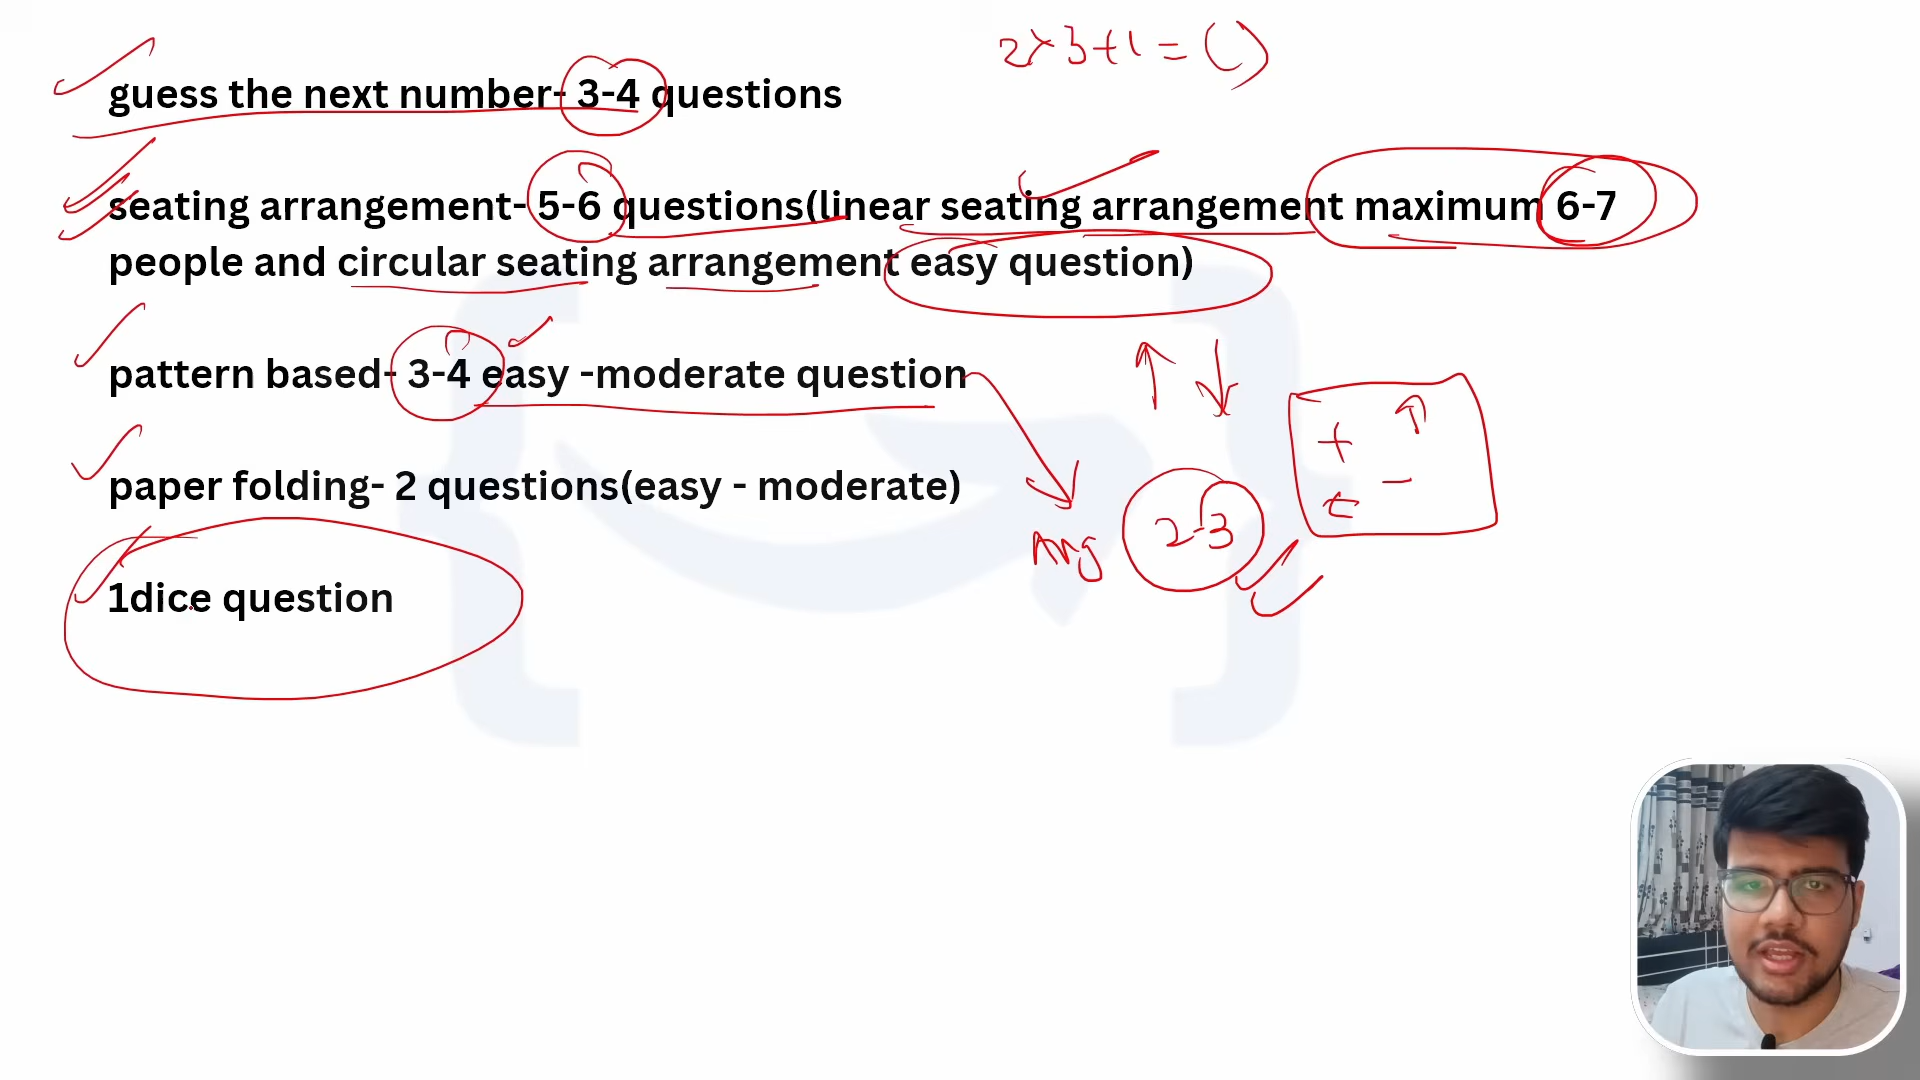 2×3+1=( )
guess the next number- 3-4 questions
seating arrangement- 5-6 questions(linear seating arrangement maximum 6-7
people and circular seating arrangement easy question)
pattern based- 3-4 easy -moderate question
+
-
paper folding- 2 questions(easy - moderate)
2-3
1dice question